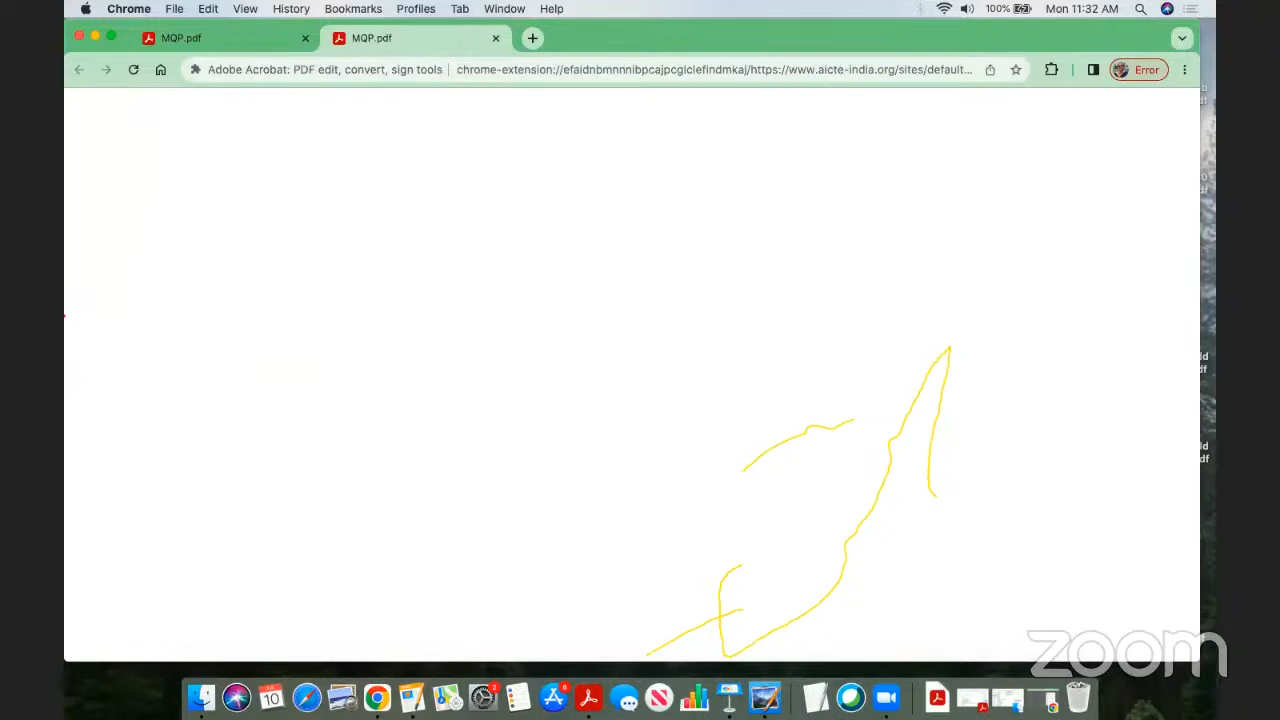 Chrome File Edit View History Bookmarks Profiles Tab Window Help 100% Mon 11:32 AM
MQP.pdf MQP.pdf
Adobe Acrobat: PDF edit, convert, sign tools chrome-extension://efaidnbmnnnibpcajpcglclefindmkaj/https://www.aicte-india.org/sites/default... Error
zoom